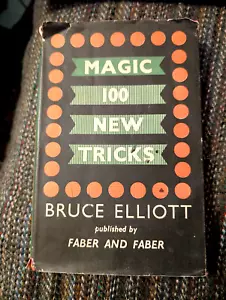 MAGIC
100
NEW
TRICKS
BRUCE ELLIOTT
published by
FABER AND FABER